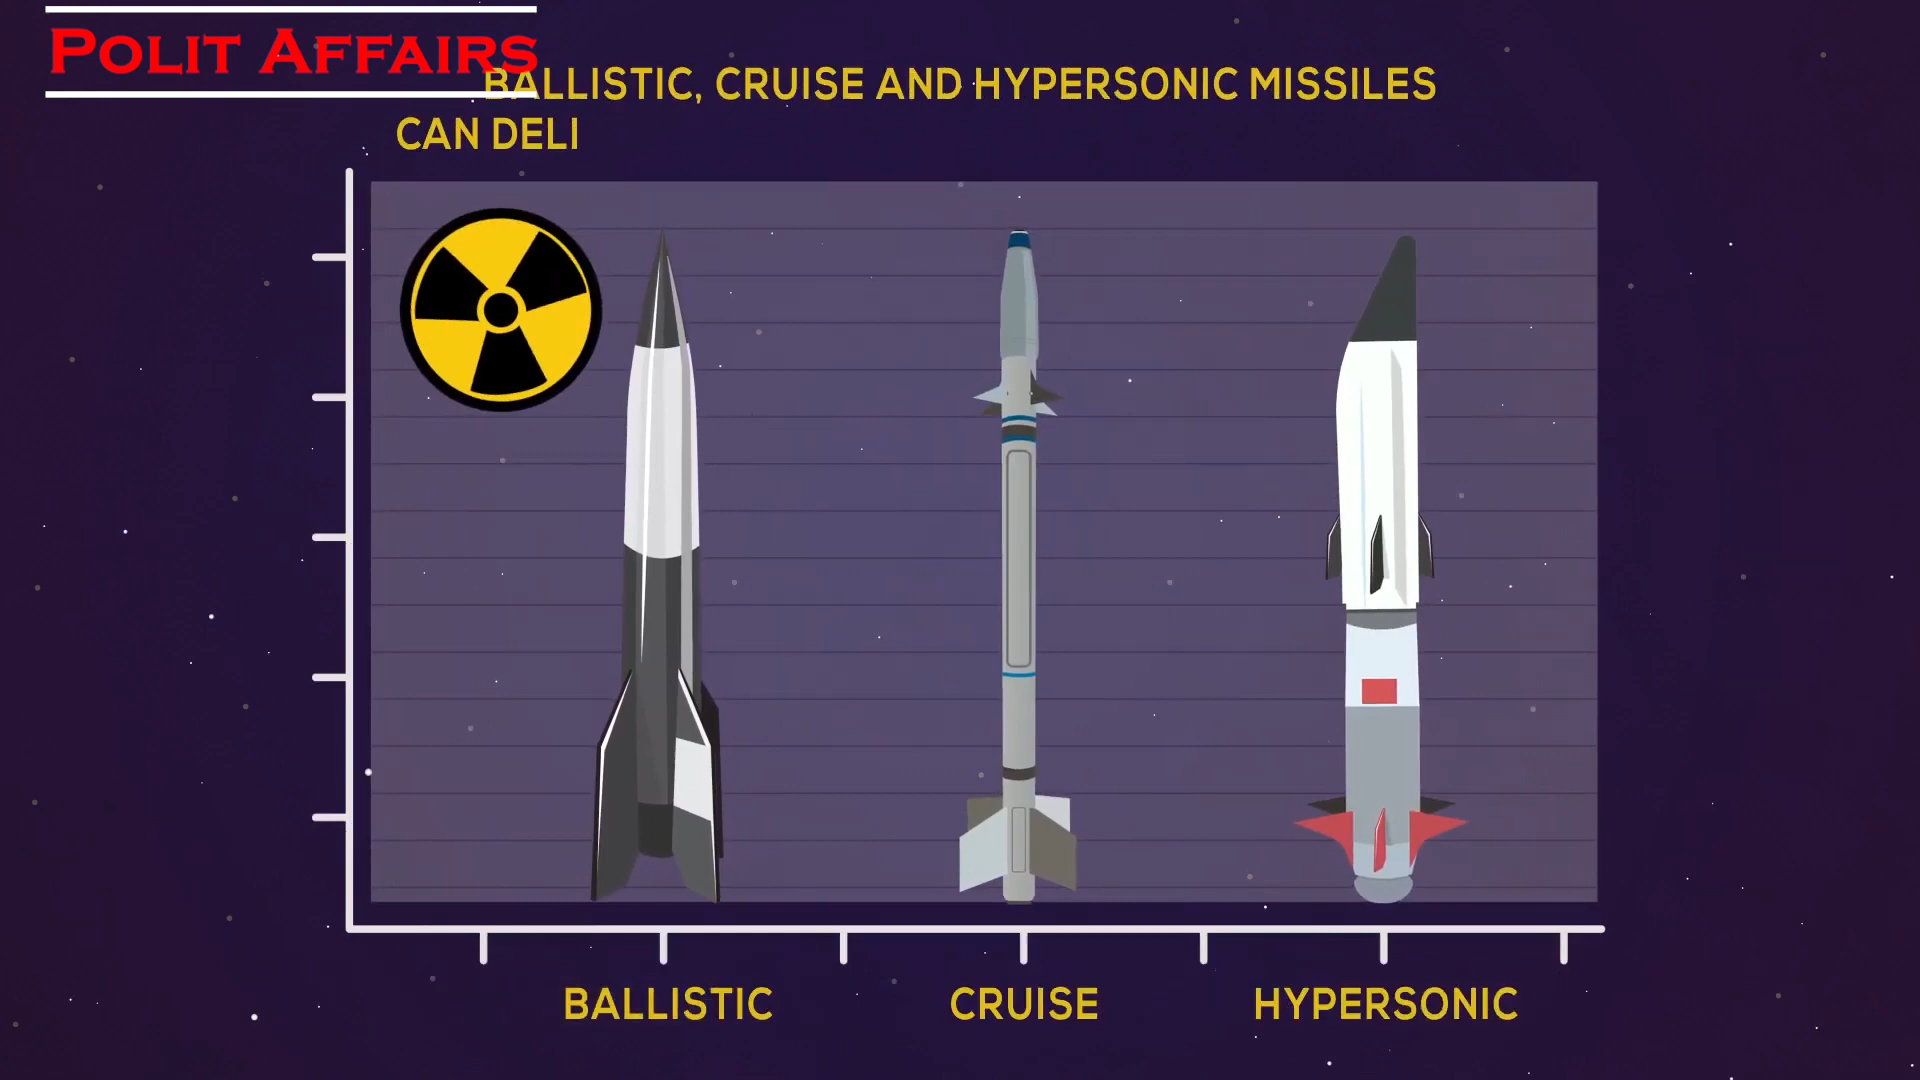 POLIT AFFAIRS
BALLISTIC, CRUISE AND HYPERSONIC MISSILES
CAN DELI
BALLISTIC CRUISE HYPERSONIC